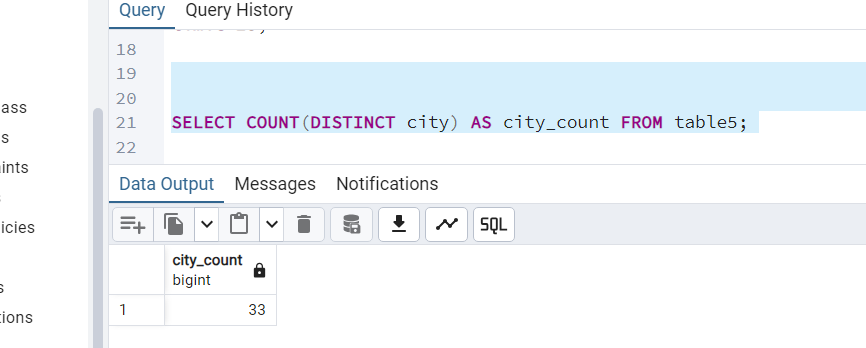 Query Query History
18
19
20
21 SELECT COUNT(DISTINCT city) AS city_count FROM table5;
22
ass
s
aints
icies
s
tions
Data Output Messages Notifications
SQL
city_count
bigint
1 33